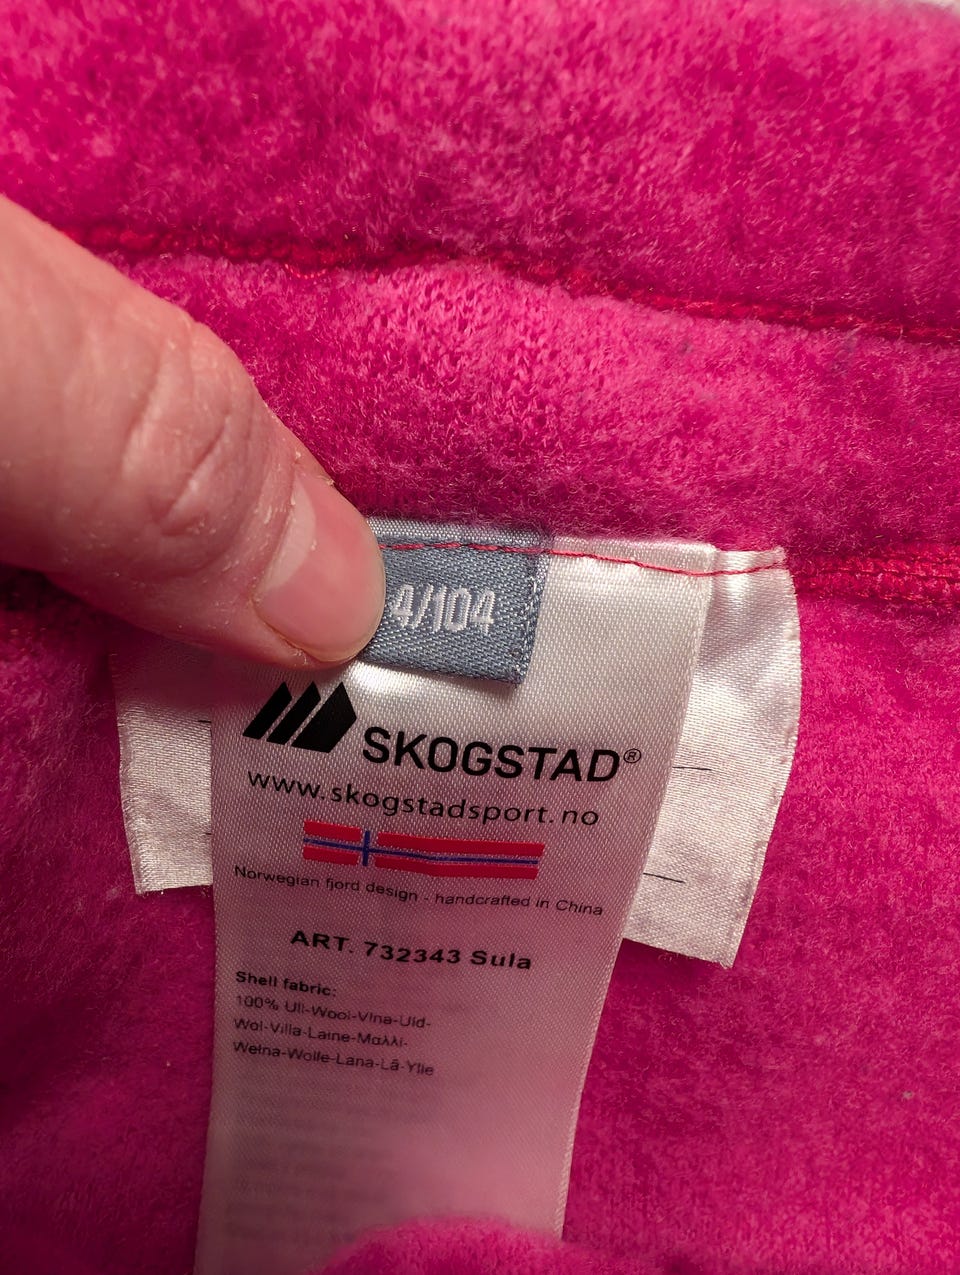 4/104
SKOGSTAD®
www.skogstadsport.no
Norwegian fjord design - handcrafted in China
ART. 732343 Sula
Shell fabric:
100% Ull-Wool-Vlna-Uld-
Wol-Villa-Laine-Μαλλί-
Wełna-Wolle-Lana-Lã-Ylle